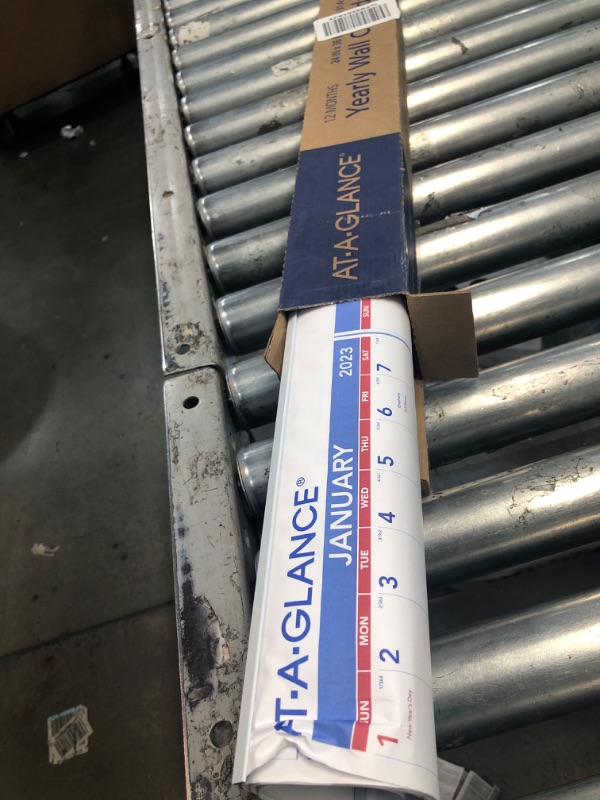 12 MONTHS
Yearly Wall
AT-A-GLANCE®
AT-A-GLANCE®
JANUARY 2023
SUN MON TUE WED THU FRI SAT SUN
1 2 3 4 5 6 7
New Year's Day